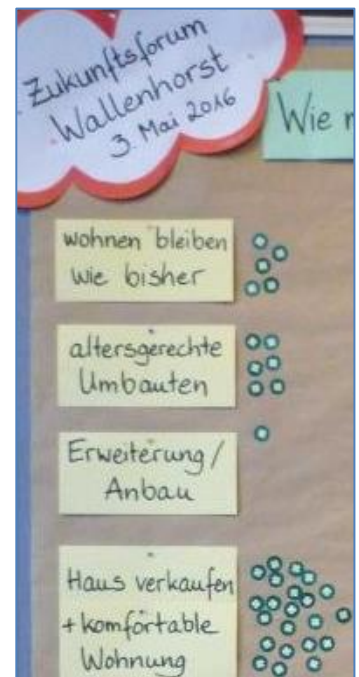 Zukunftsforum
Wallenhorst
3. Mai 2016
Wie
wohnen bleiben
wie bisher
altersgerechte
Umbauten
Erweiterung/
Anbau
Haus verkaufen
+ komfortable
Wohnung